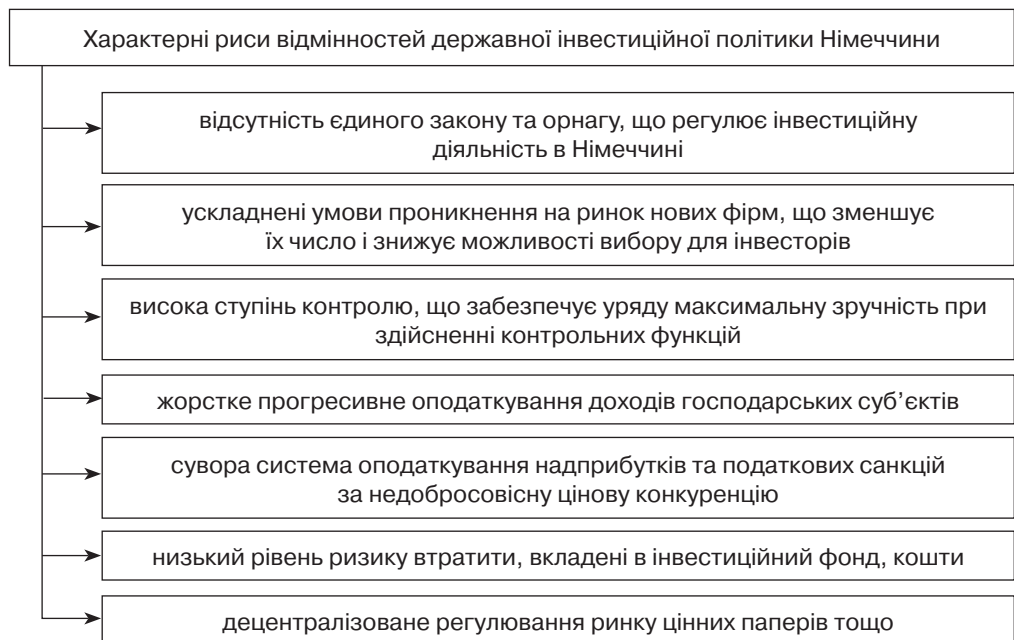 Характерні риси відмінностей державної інвестиційної політики Німеччини
відсутність єдиного закону та орнагу, що регулює інвестиційну
діяльність в Німеччині
ускладнені умови проникнення на ринок нових фірм, що зменшує
їх число і знижує можливості вибору для інвесторів
висока ступінь контролю, що забезпечує уряду максимальну зручність при
здійсненні контрольних функцій
жорстке прогресивне оподаткування доходів господарських суб’єктів
сувора система оподаткування надприбутків та податкових санкцій
за недобросовісну цінову конкуренцію
низький рівень ризику втратити, вкладені в інвестиційний фонд, кошти
децентралізоване регулювання ринку цінних паперів тощо